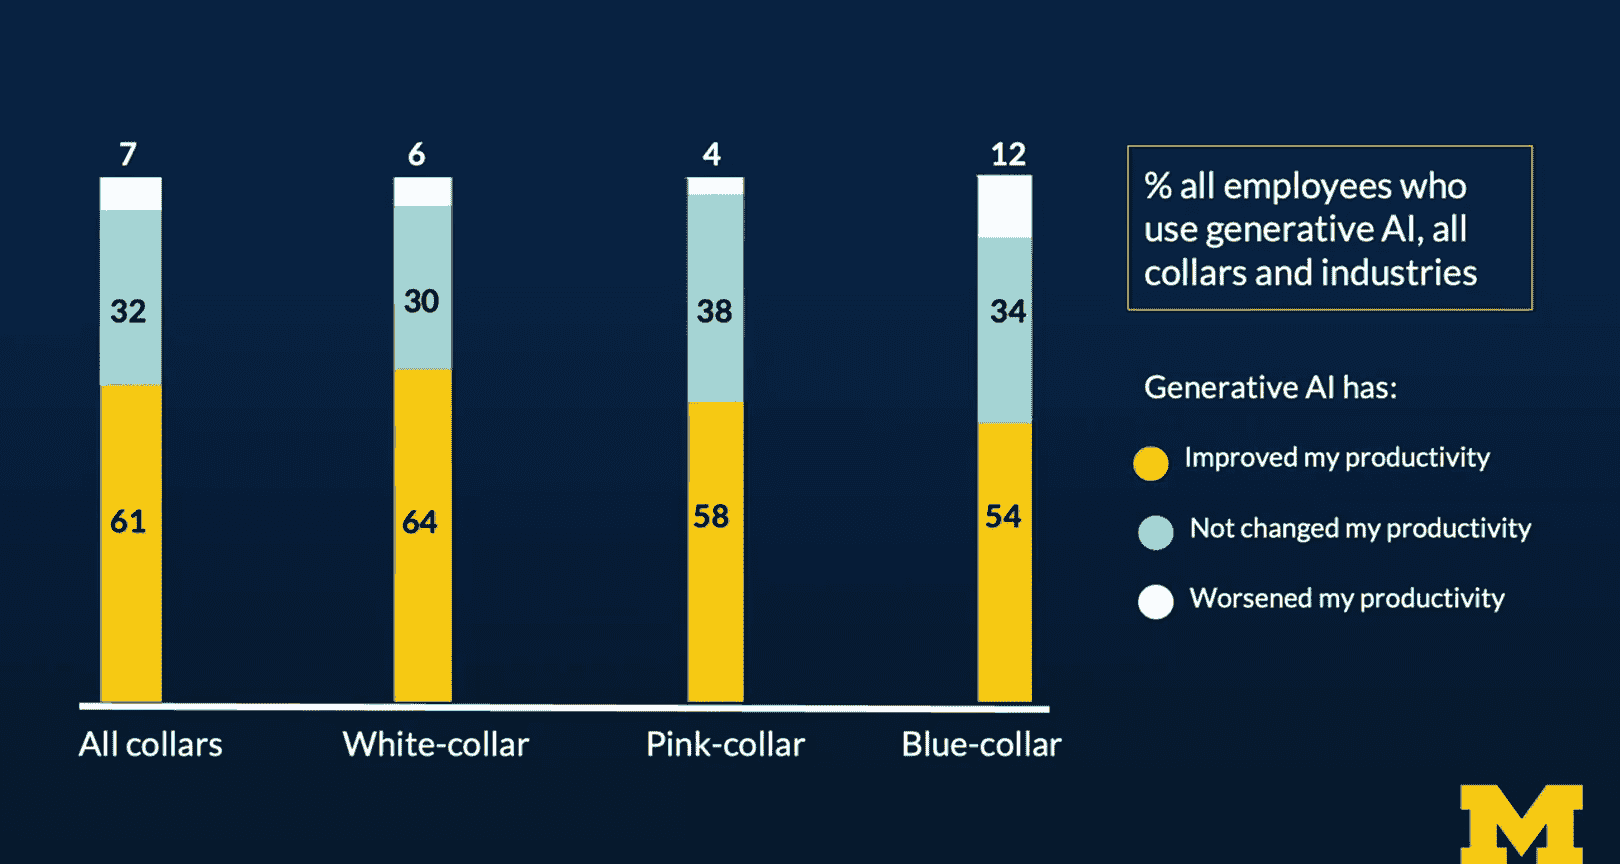 7
6
4
12
32
30
38
34
61
64
58
54
All collars
White-collar
Pink-collar
Blue-collar
% all employees who
use generative AI, all
collars and industries
Generative AI has:
Improved my productivity
Not changed my productivity
Worsened my productivity
M